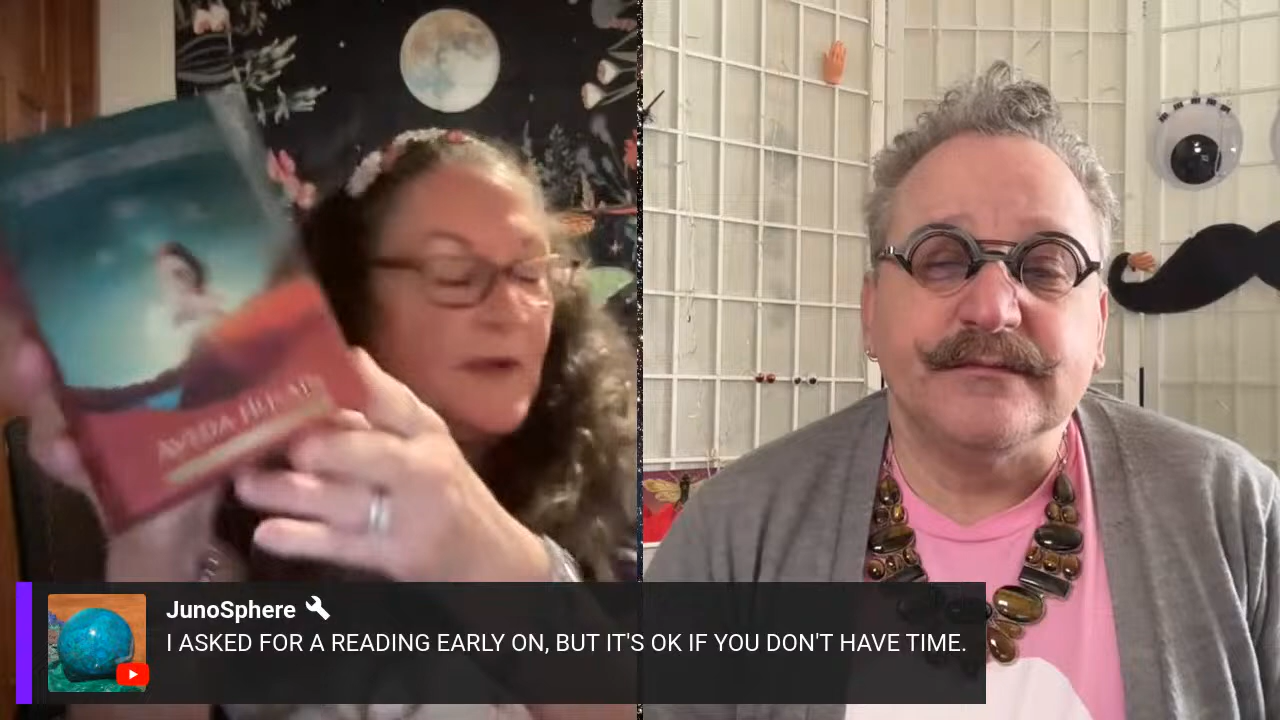 JunoSphere
I ASKED FOR A READING EARLY ON, BUT IT'S OK IF YOU DON'T HAVE TIME.